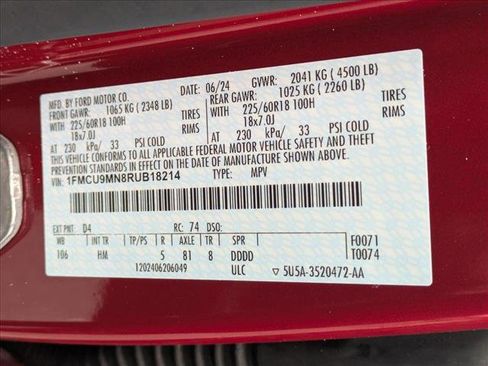 MFD. BY FORD MOTOR CO.
DATE: 06/24 GVWR: 2041 KG (4500 LB)
FRONT GAWR: 1065 KG (2348 LB) REAR GAWR: 1025 KG (2260 LB)
WITH 225/60R18 100H TIRES WITH 225/60R18 100H TIRES
18x7.0J RIMS 18x7.0J RIMS
AT 230 kPa/ 33 PSI COLD AT 230 kPa/ 33 PSI COLD
THIS VEHICLE CONFORMS TO ALL APPLICABLE FEDERAL MOTOR VEHICLE SAFETY, BUMPER, AND
THEFT PREVENTION STANDARDS IN EFFECT ON THE DATE OF MANUFACTURE SHOWN ABOVE.
VIN: 1FMCU9MN8RUB18214 TYPE: MPV
EXT PNT: D4 RC: 74 DSO:
WB INT TR TP/PS R AXLE TR SPR F0071
106 HM 5 81 8 DDDD T0074
1202406206049 ULC ▽ 5U5A-3520472-AA